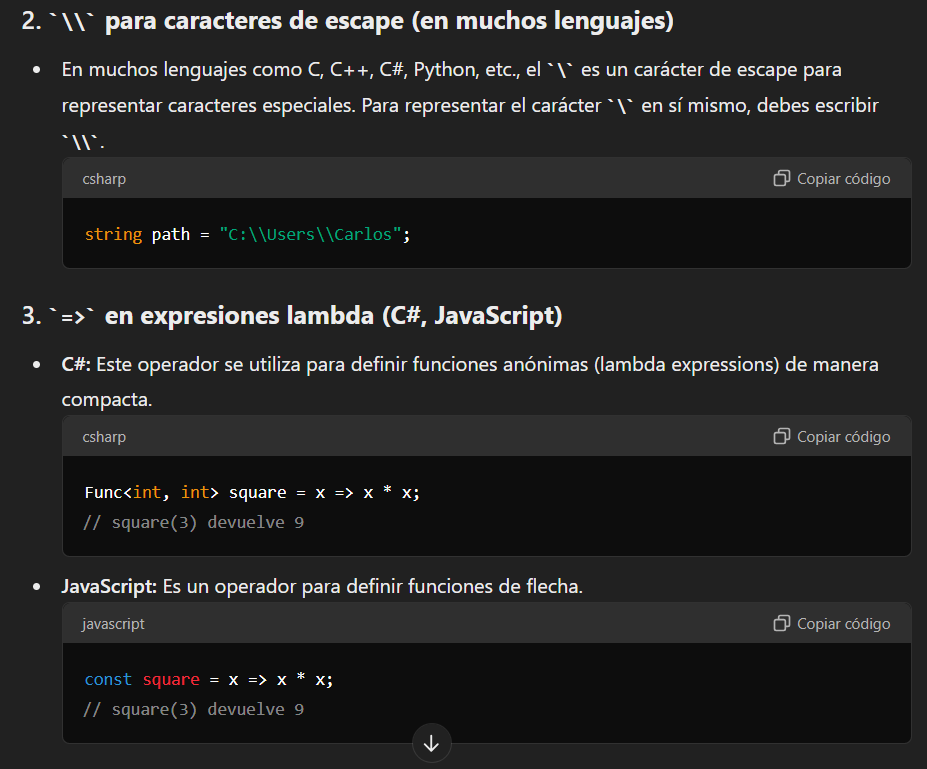 2. `\\` para caracteres de escape (en muchos lenguajes)
• En muchos lenguajes como C, C++, C#, Python, etc., el `\` es un carácter de escape para
representar caracteres especiales. Para representar el carácter `\` en sí mismo, debes escribir
`\\`.
csharp Copiar código
string path = "C:\\Users\\Carlos";
3. `=>` en expresiones lambda (C#, JavaScript)
• C#: Este operador se utiliza para definir funciones anónimas (lambda expressions) de manera
compacta.
csharp Copiar código
Func<int, int> square = x => x * x;
// square(3) devuelve 9
• JavaScript: Es un operador para definir funciones de flecha.
javascript Copiar código
const square = x => x * x;
// square(3) devuelve 9